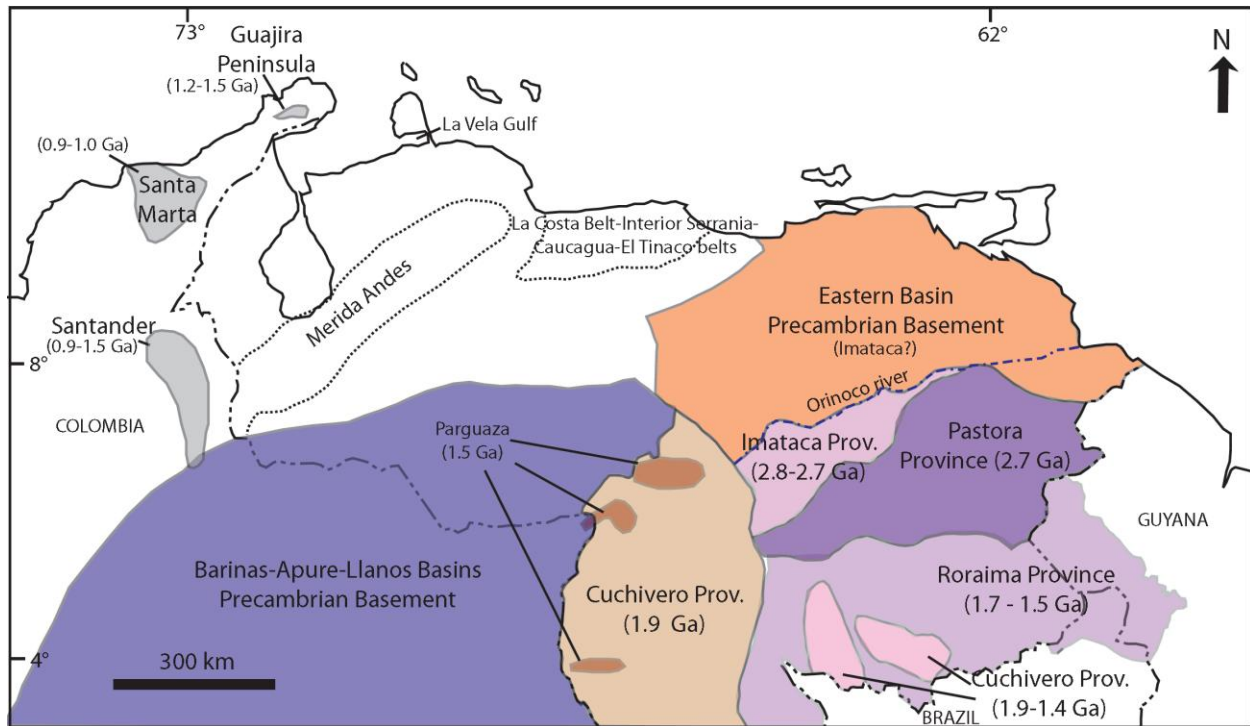 73°
62°
Guajira
Peninsula
(1.2-1.5 Ga)
N
La Vela Gulf
(0.9-1.0 Ga)
Santa
Marta
La Costa Belt-Interior Serrania-
Caucagua-El Tinaco belts
Merida Andes
Eastern Basin
Precambrian Basement
(Imataca?)
Santander
(0.9-1.5 Ga)
8°
Orinoco river
COLOMBIA
Parguaza
(1.5 Ga)
Imataca Prov.
(2.8-2.7 Ga)
Pastora
Province (2.7 Ga)
GUYANA
Barinas-Apure-Llanos Basins
Precambrian Basement
Cuchivero Prov.
(1.9 Ga)
Roraima Province
(1.7 - 1.5 Ga)
4°
300 km
Cuchivero Prov.
(1.9-1.4 Ga)
BRAZIL